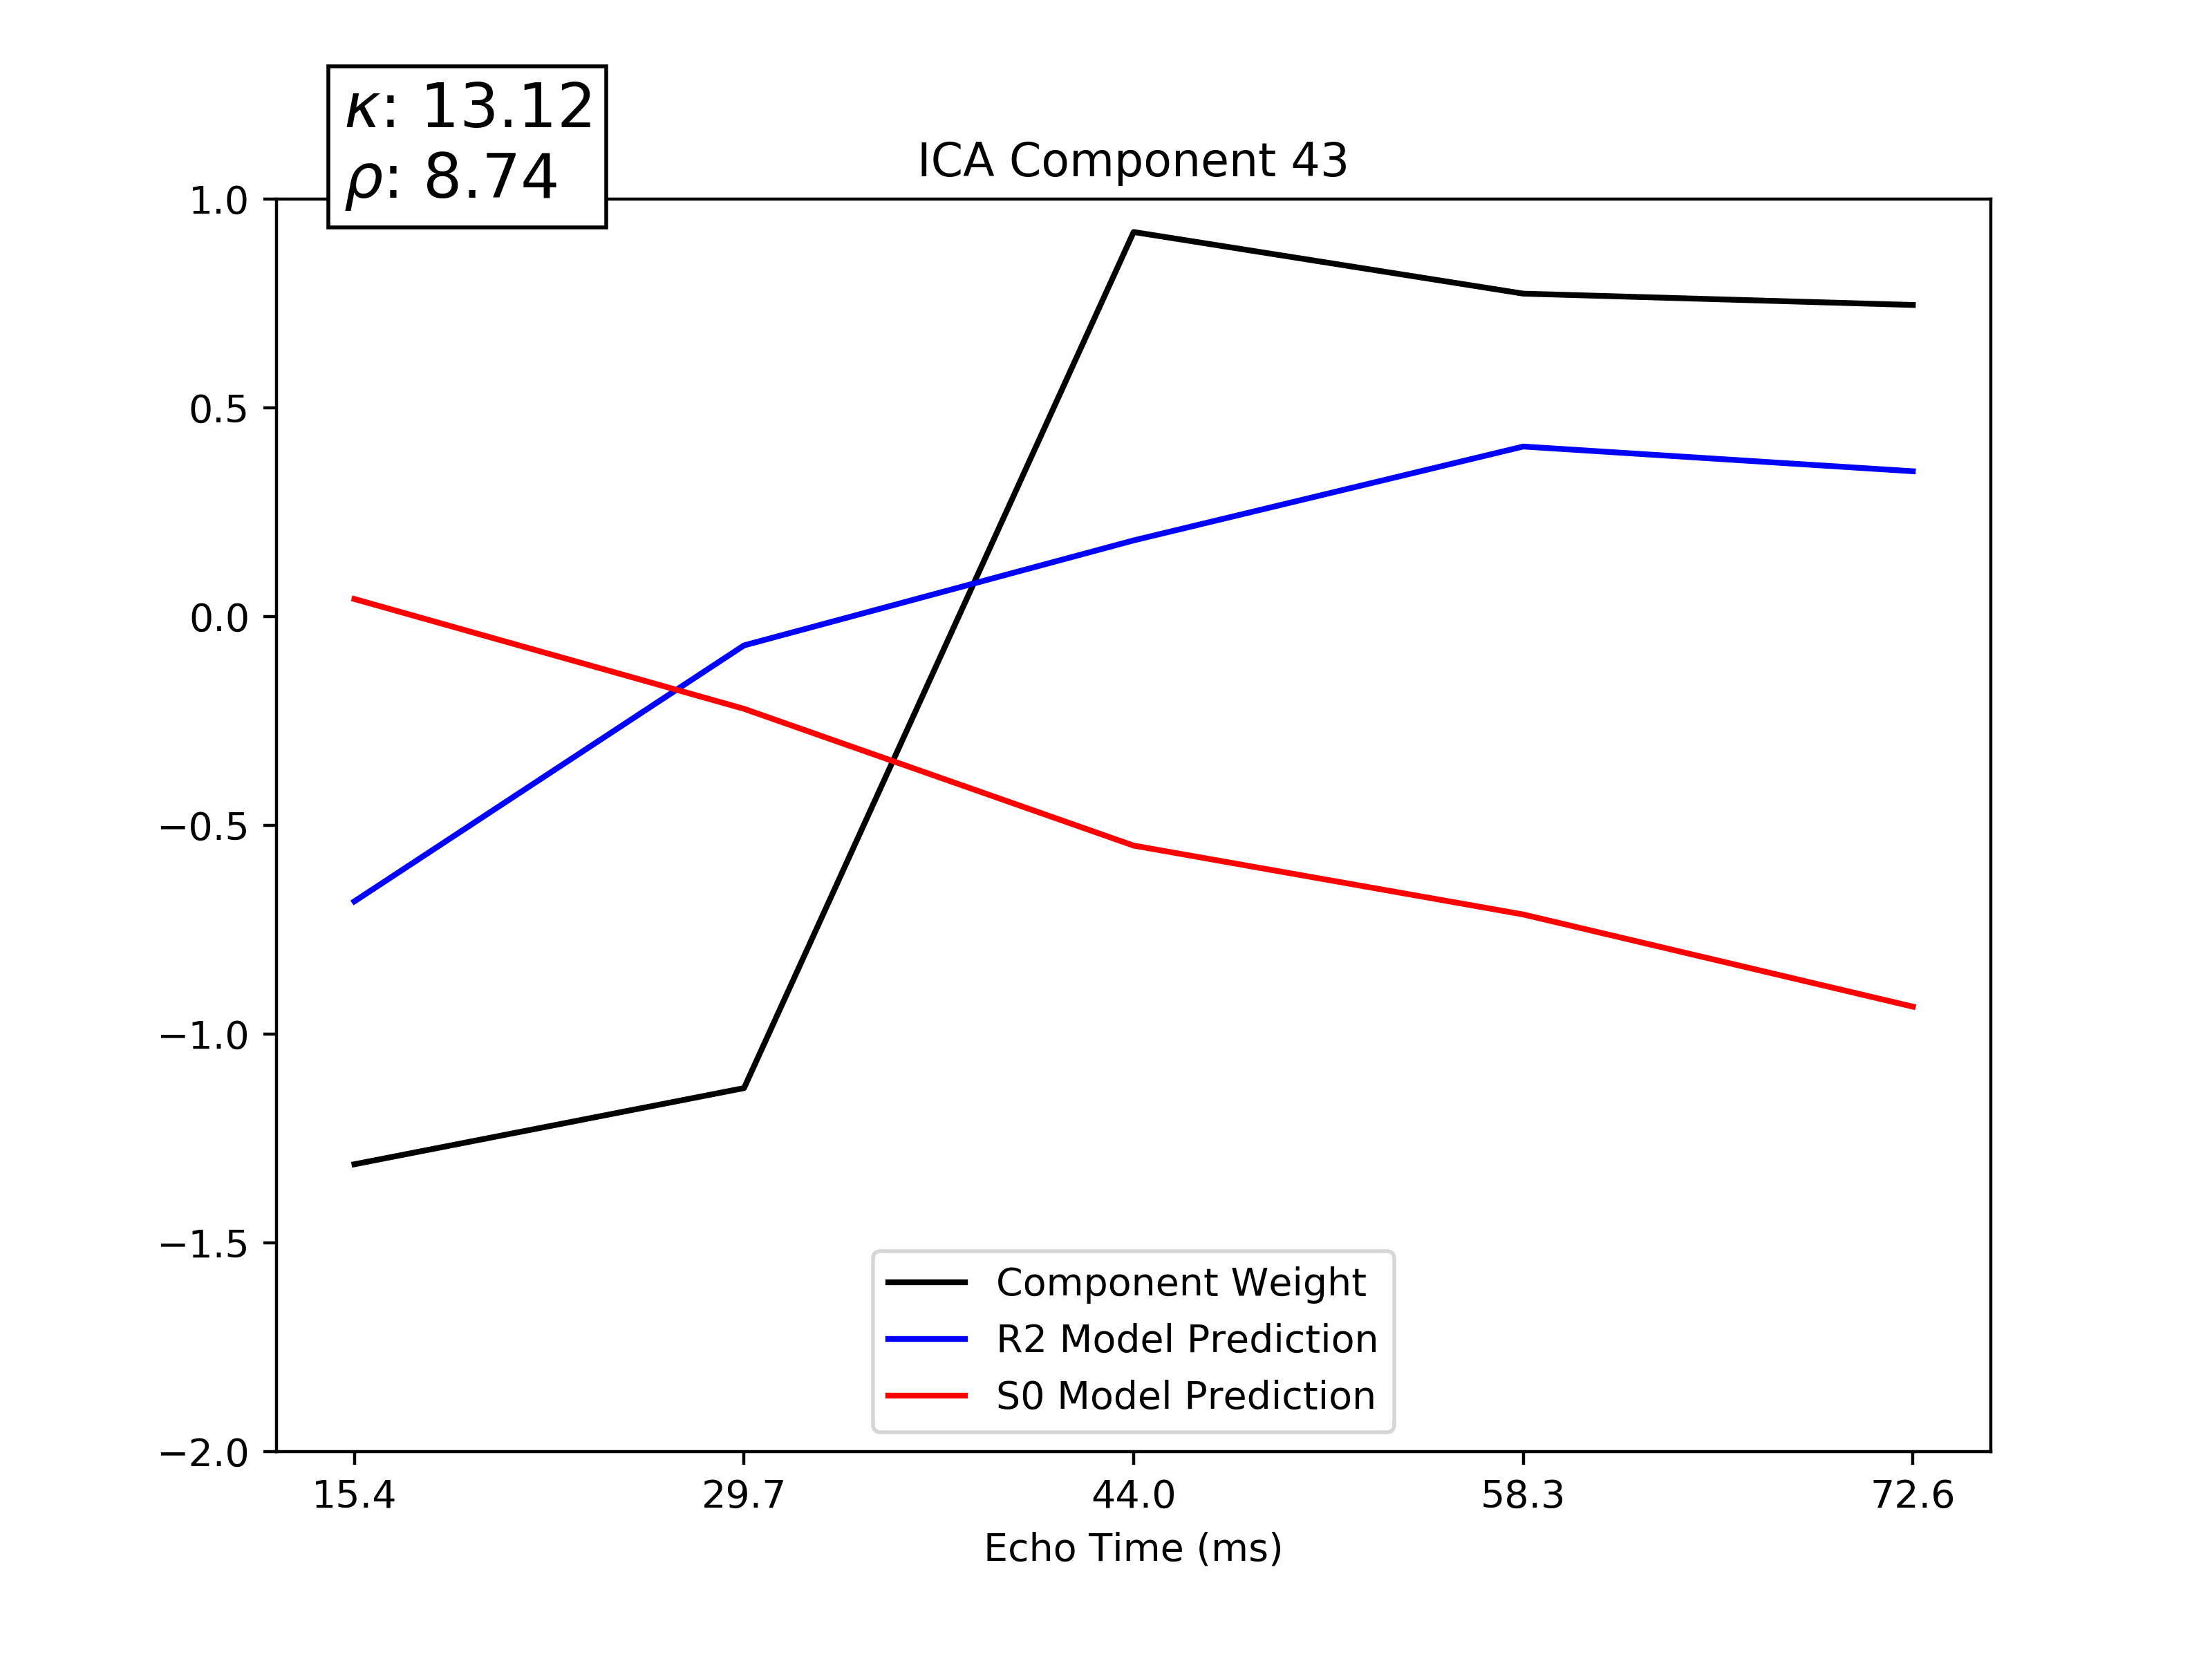 κ: 13.12
ρ: 8.74
ICA Component 43
1.0
0.5
0.0
−0.5
−1.0
−1.5
−2.0
Component Weight
R2 Model Prediction
S0 Model Prediction
15.4 29.7 44.0 58.3 72.6
Echo Time (ms)